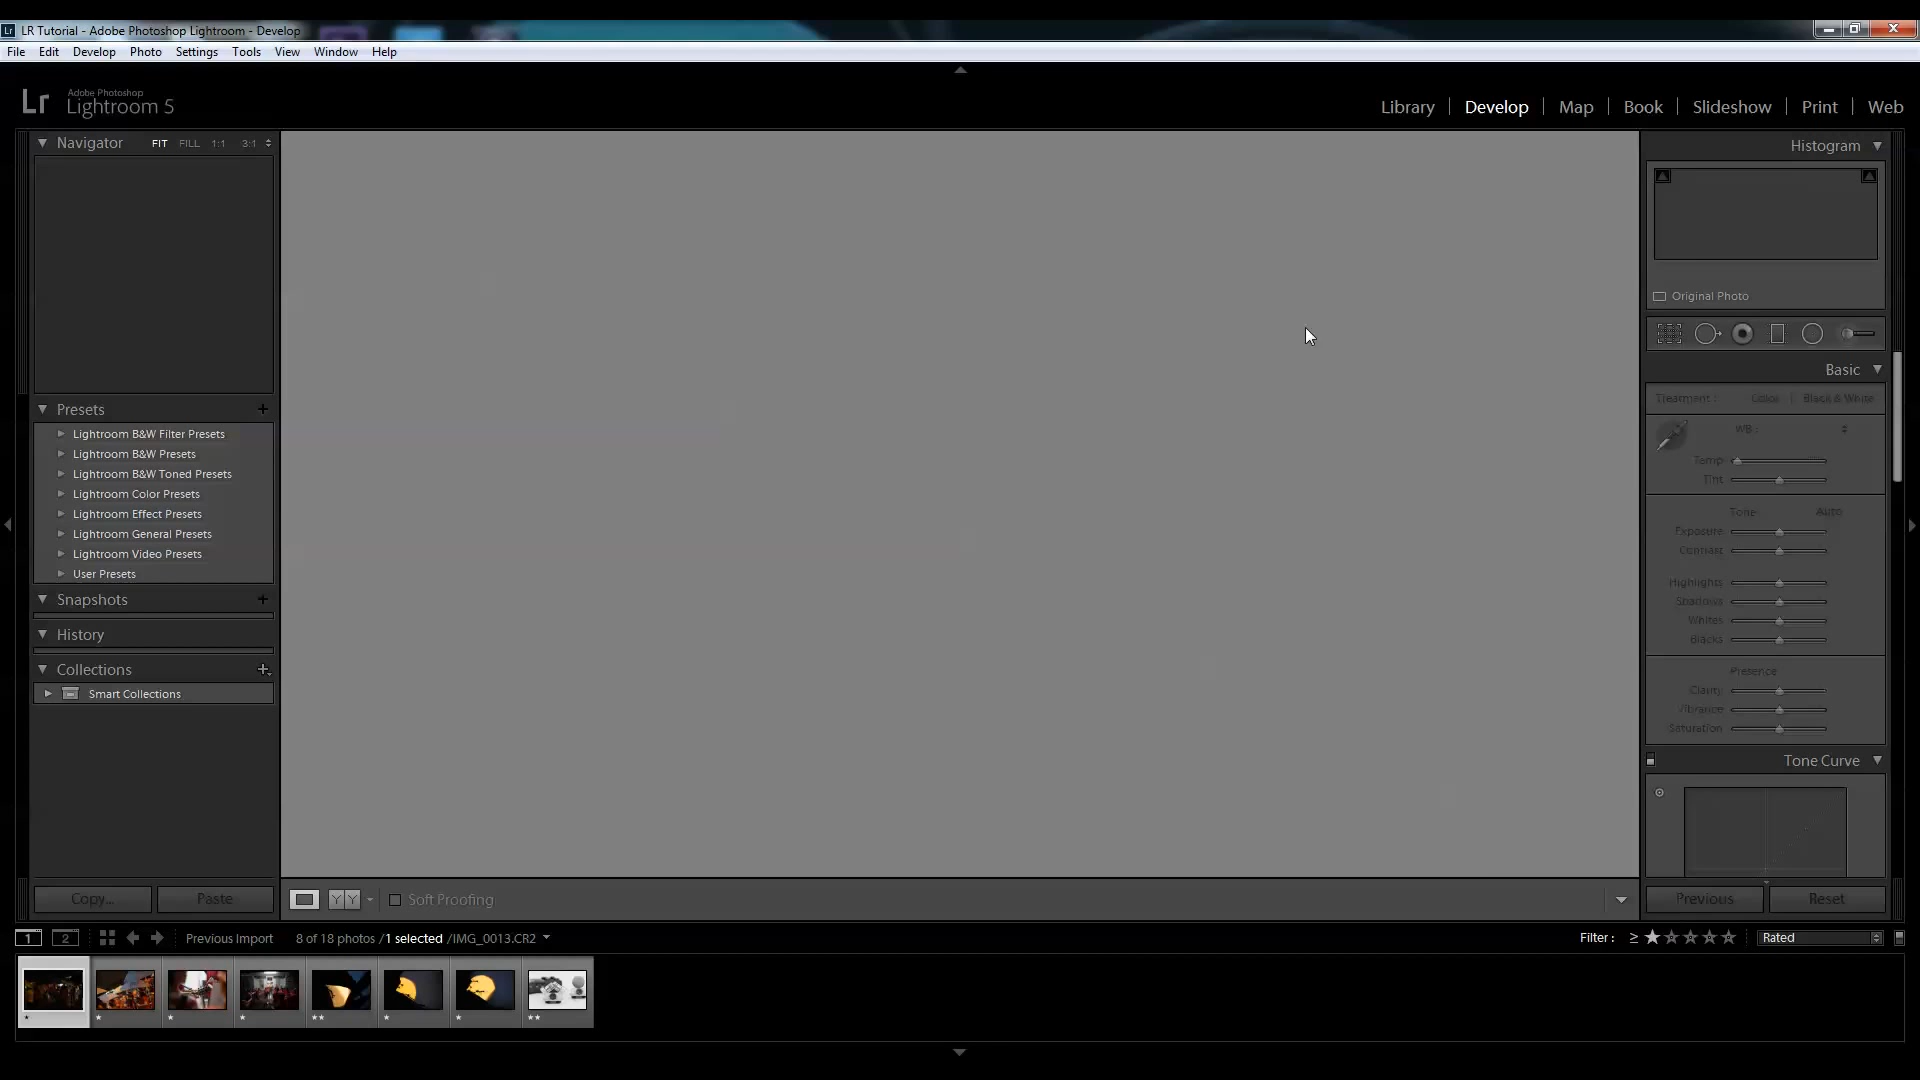 LR Tutorial - Adobe Photoshop Lightroom - Develop
File Edit Develop Photo Settings Tools View Window Help
Lr Adobe Photoshop
Lightroom 5
Library Develop Map Book Slideshow Print Web
Navigator FIT FILL 1:1 3:1
Histogram
Original Photo
Basic
Treatment : Color Black & White
WB :
Temp
Tint
Tone Auto
Exposure
Contrast
Highlights
Shadows
Whites
Blacks
Presence
Clarity
Vibrance
Saturation
Tone Curve
Presets
Lightroom B&W Filter Presets
Lightroom B&W Presets
Lightroom B&W Toned Presets
Lightroom Color Presets
Lightroom Effect Presets
Lightroom General Presets
Lightroom Video Presets
User Presets
Snapshots
History
Collections
Smart Collections
Copy... Paste
Y Y Soft Proofing
Previous Reset
1 2 Previous Import 8 of 18 photos / 1 selected / IMG_0013.CR2
Filter : ≥ Rated